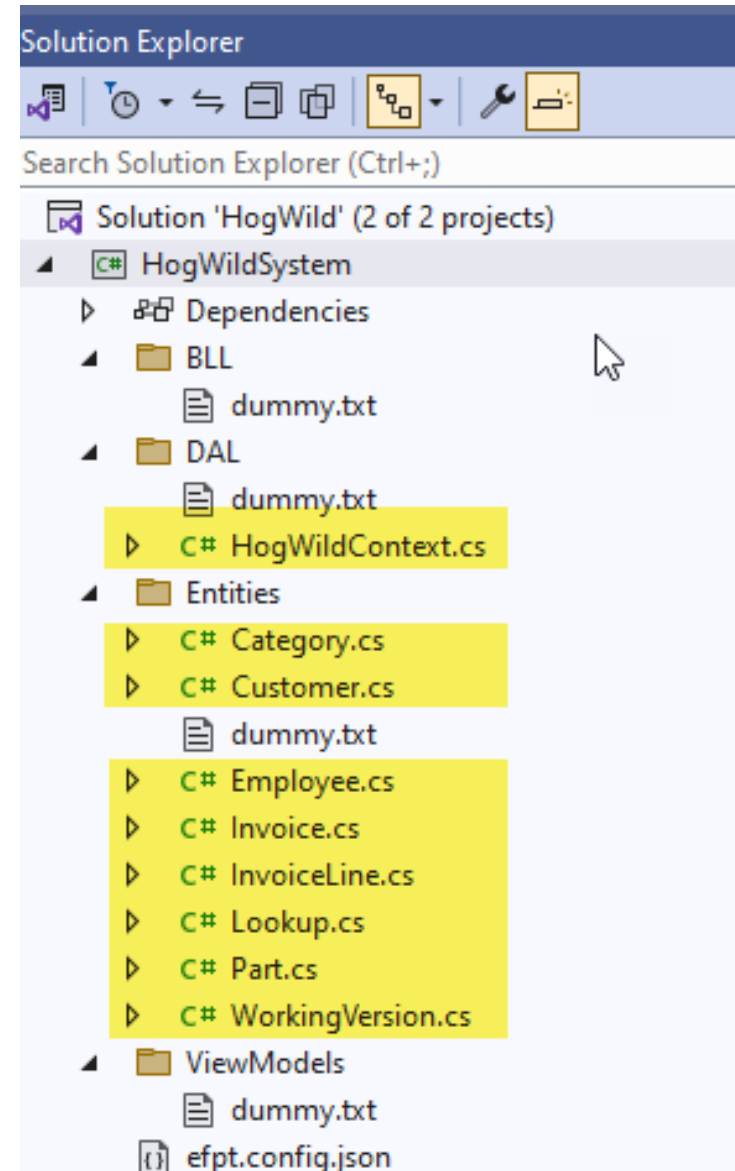 Solution Explorer
Search Solution Explorer (Ctrl+;)
Solution 'HogWild' (2 of 2 projects)
C# HogWildSystem
Dependencies
BLL
dummy.txt
DAL
dummy.txt
C# HogWildContext.cs
Entities
C# Category.cs
C# Customer.cs
dummy.txt
C# Employee.cs
C# Invoice.cs
C# InvoiceLine.cs
C# Lookup.cs
C# Part.cs
C# WorkingVersion.cs
ViewModels
dummy.txt
efpt.config.json